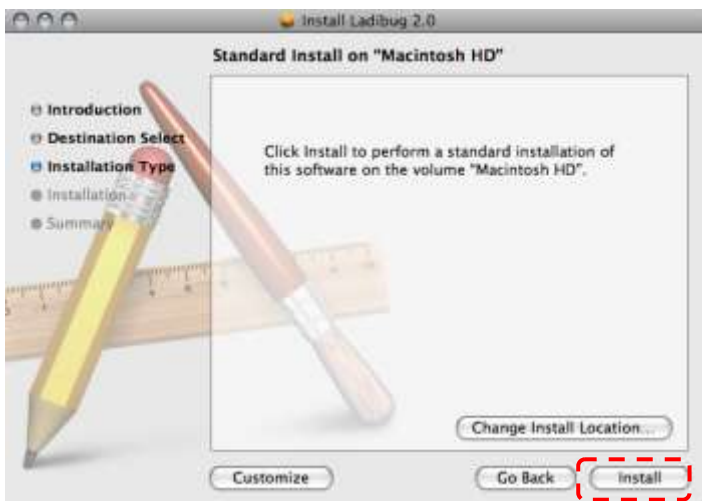 Install Ladibug 2.0
Standard Install on "Macintosh HD"
Introduction
Destination Select
Installation Type
Installation
Summary
Click Install to perform a standard installation of
this software on the volume "Macintosh HD".
Change Install Location...
Customize
Go Back
Install